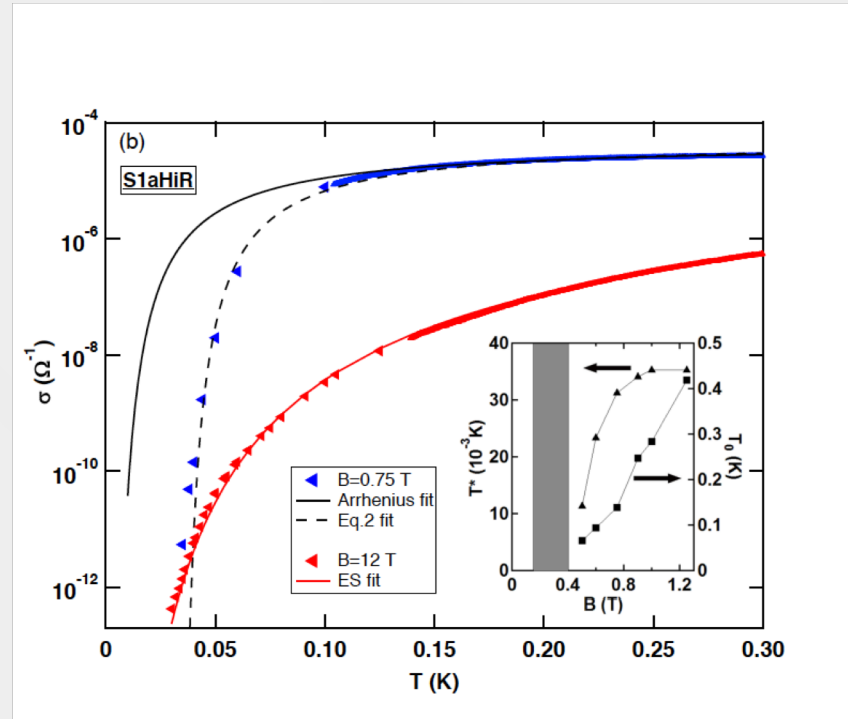 (b)
S1aHiR
10⁻⁴
10⁻⁶
10⁻⁸
10⁻¹⁰
10⁻¹²
σ (Ω⁻¹)
0
0.05
0.10
0.15
0.20
0.25
0.30
T (K)
B=0.75 T
Arrhenius fit
Eq.2 fit
B=12 T
ES fit
40
30
20
10
0
T* (10⁻³K)
0.5
0.4
0.3
0.2
0.1
0
T₀ (K)
0
0.4
0.8
1.2
B (T)